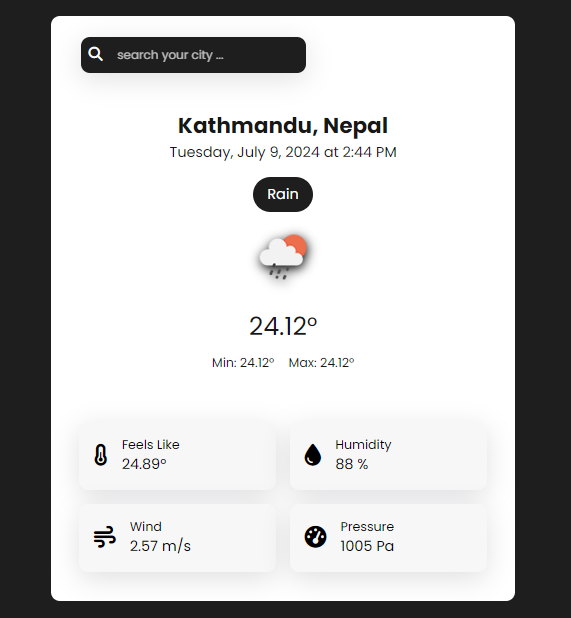 search your city ...
Kathmandu, Nepal
Tuesday, July 9, 2024 at 2:44 PM
Rain
24.12°
Min: 24.12° Max: 24.12°
Feels Like
24.89°
Humidity
88 %
Wind
2.57 m/s
Pressure
1005 Pa